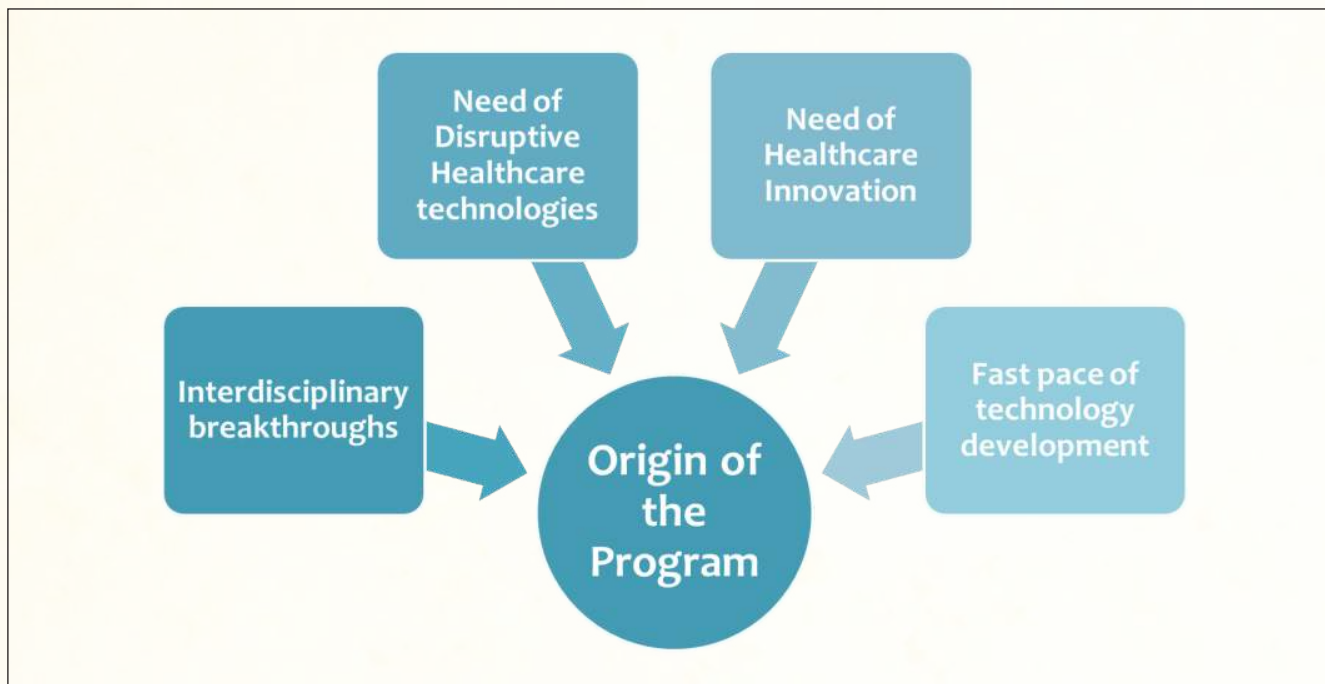 Need of
Disruptive
Healthcare
technologies
Need of
Healthcare
Innovation
Interdisciplinary
breakthroughs
Fast pace of
technology
development
Origin of
the
Program